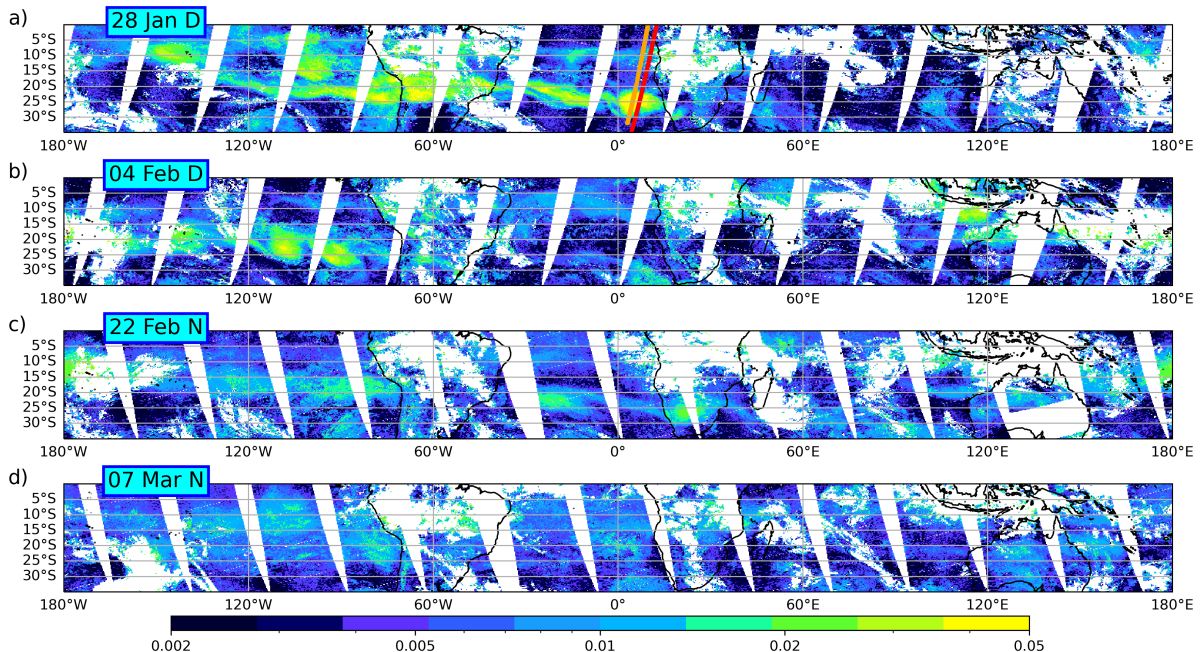 a)
28 Jan D
5°S
10°S
15°S
20°S
25°S
30°S
180°W 120°W 60°W 0° 60°E 120°E 180°E
b)
04 Feb D
5°S
10°S
15°S
20°S
25°S
30°S
180°W 120°W 60°W 0° 60°E 120°E 180°E
c)
22 Feb N
5°S
10°S
15°S
20°S
25°S
30°S
180°W 120°W 60°W 0° 60°E 120°E 180°E
d)
07 Mar N
5°S
10°S
15°S
20°S
25°S
30°S
180°W 120°W 60°W 0° 60°E 120°E 180°E
0.002 0.005 0.01 0.02 0.05